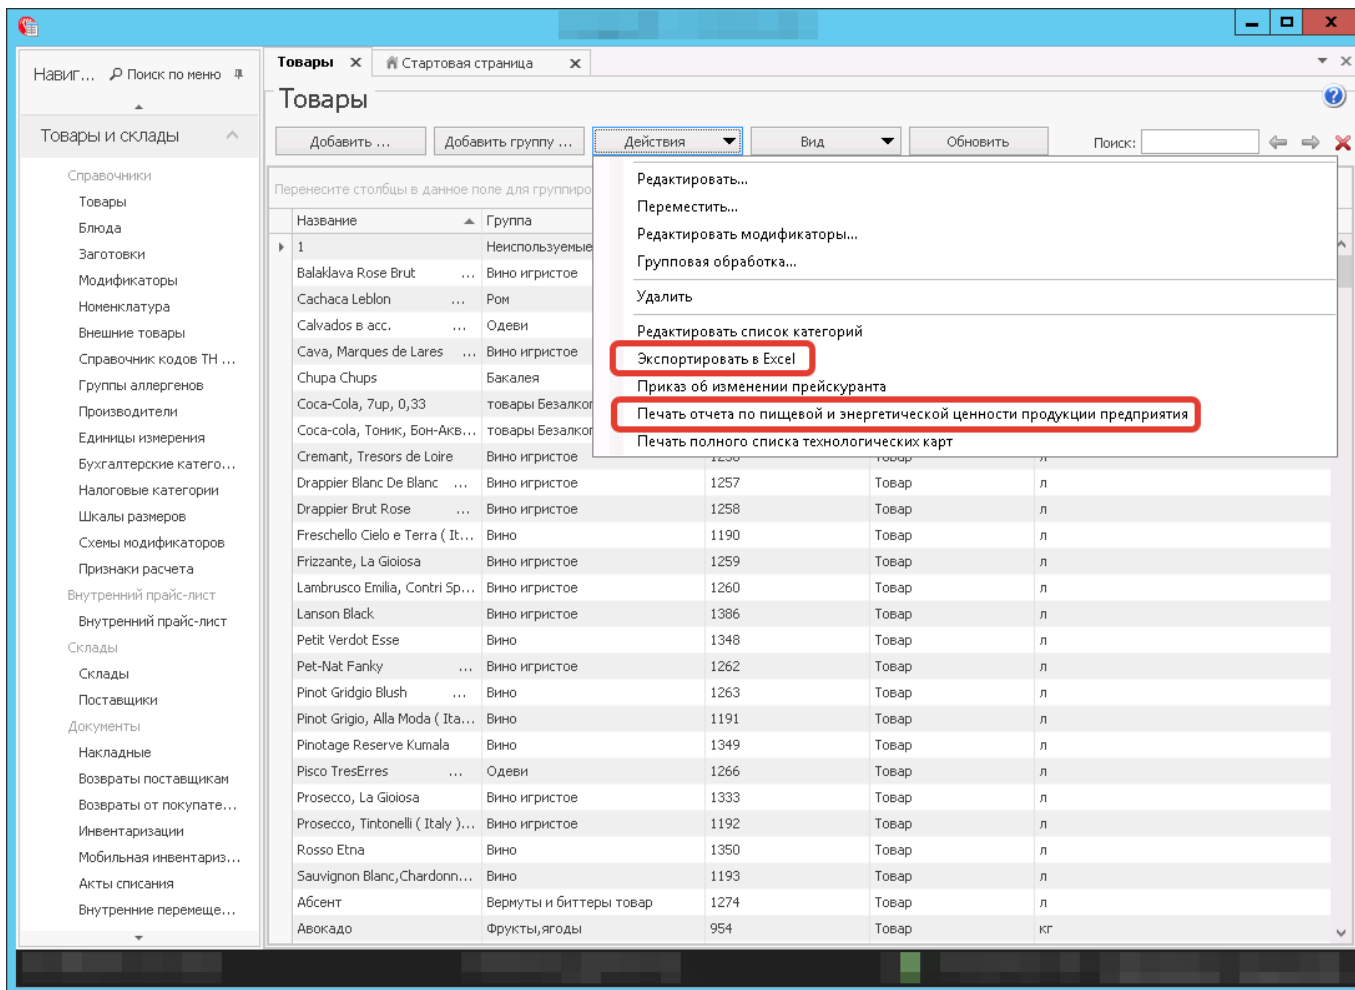 Товары
Стартовая страница
Навиг... Поиск по меню
Товары
Товары и склады
Добавить ... Добавить группу ... Действия Вид Обновить Поиск:
Справочники
Товары
Блюда
Заготовки
Модификаторы
Номенклатура
Внешние товары
Справочник кодов ТН ...
Группы аллергенов
Производители
Единицы измерения
Бухгалтерские катего...
Налоговые категории
Шкалы размеров
Схемы модификаторов
Признаки расчета
Внутренний прайс-лист
Внутренний прайс-лист
Склады
Склады
Поставщики
Документы
Накладные
Возвраты поставщикам
Возвраты от покупате...
Инвентаризации
Мобильная инвентариз...
Акты списания
Внутренние перемеще...
Редактировать...
Переместить...
Редактировать модификаторы...
Групповая обработка...
Удалить
Редактировать список категорий
Экспортировать в Excel
Приказ об изменении прейскуранта
Печать отчета по пищевой и энергетической ценности продукции предприятия
Печать полного списка технологических карт
Перенесите столбцы в данное поле для группиро
Название Группа
1 Неиспользуемые
Balaklava Rose Brut ... Вино игристое
Cachaca Leblon ... Ром
Calvados в асс. ... Одеви
Cava, Marques de Lares ... Вино игристое
Chupa Chups Бакалея
Coca-Cola, 7up, 0,33 товары Безалког
Coca-cola, Тоник, Бон-Акв... товары Безалког
Cremant, Tresors de Loire Вино игристое 1256 Товар л
Drappier Blanc De Blanc ... Вино игристое 1257 Товар л
Drappier Brut Rose ... Вино игристое 1258 Товар л
Freschello Cielo e Terra ( It... Вино 1190 Товар л
Frizzante, La Gioiosa Вино игристое 1259 Товар л
Lambrusco Emilia, Contri Sp... Вино игристое 1260 Товар л
Lanson Black Вино игристое 1386 Товар л
Petit Verdot Esse Вино 1348 Товар л
Pet-Nat Fanky ... Вино игристое 1262 Товар л
Pinot Gridgio Blush ... Вино 1263 Товар л
Pinot Grigio, Alla Moda ( Ita... Вино 1191 Товар л
Pinotage Reserve Kumala Вино 1349 Товар л
Pisco TresErres ... Одеви 1266 Товар л
Prosecco, La Gioiosa Вино игристое 1333 Товар л
Prosecco, Tintonelli ( Italy )... Вино игристое 1192 Товар л
Rosso Etna Вино 1350 Товар л
Sauvignon Blanc,Chardonn... Вино 1193 Товар л
Абсент Вермуты и биттеры товар 1274 Товар л
Авокадо Фрукты,ягоды 954 Товар кг